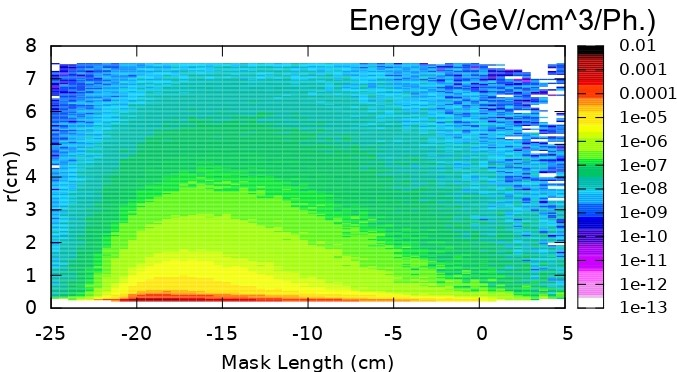 Energy (GeV/cm^3/Ph.)
8
7
6
5
4
3
2
1
0
r(cm)
-25 -20 -15 -10 -5 0 5
Mask Length (cm)
0.01
0.001
0.0001
1e-05
1e-06
1e-07
1e-08
1e-09
1e-10
1e-11
1e-12
1e-13